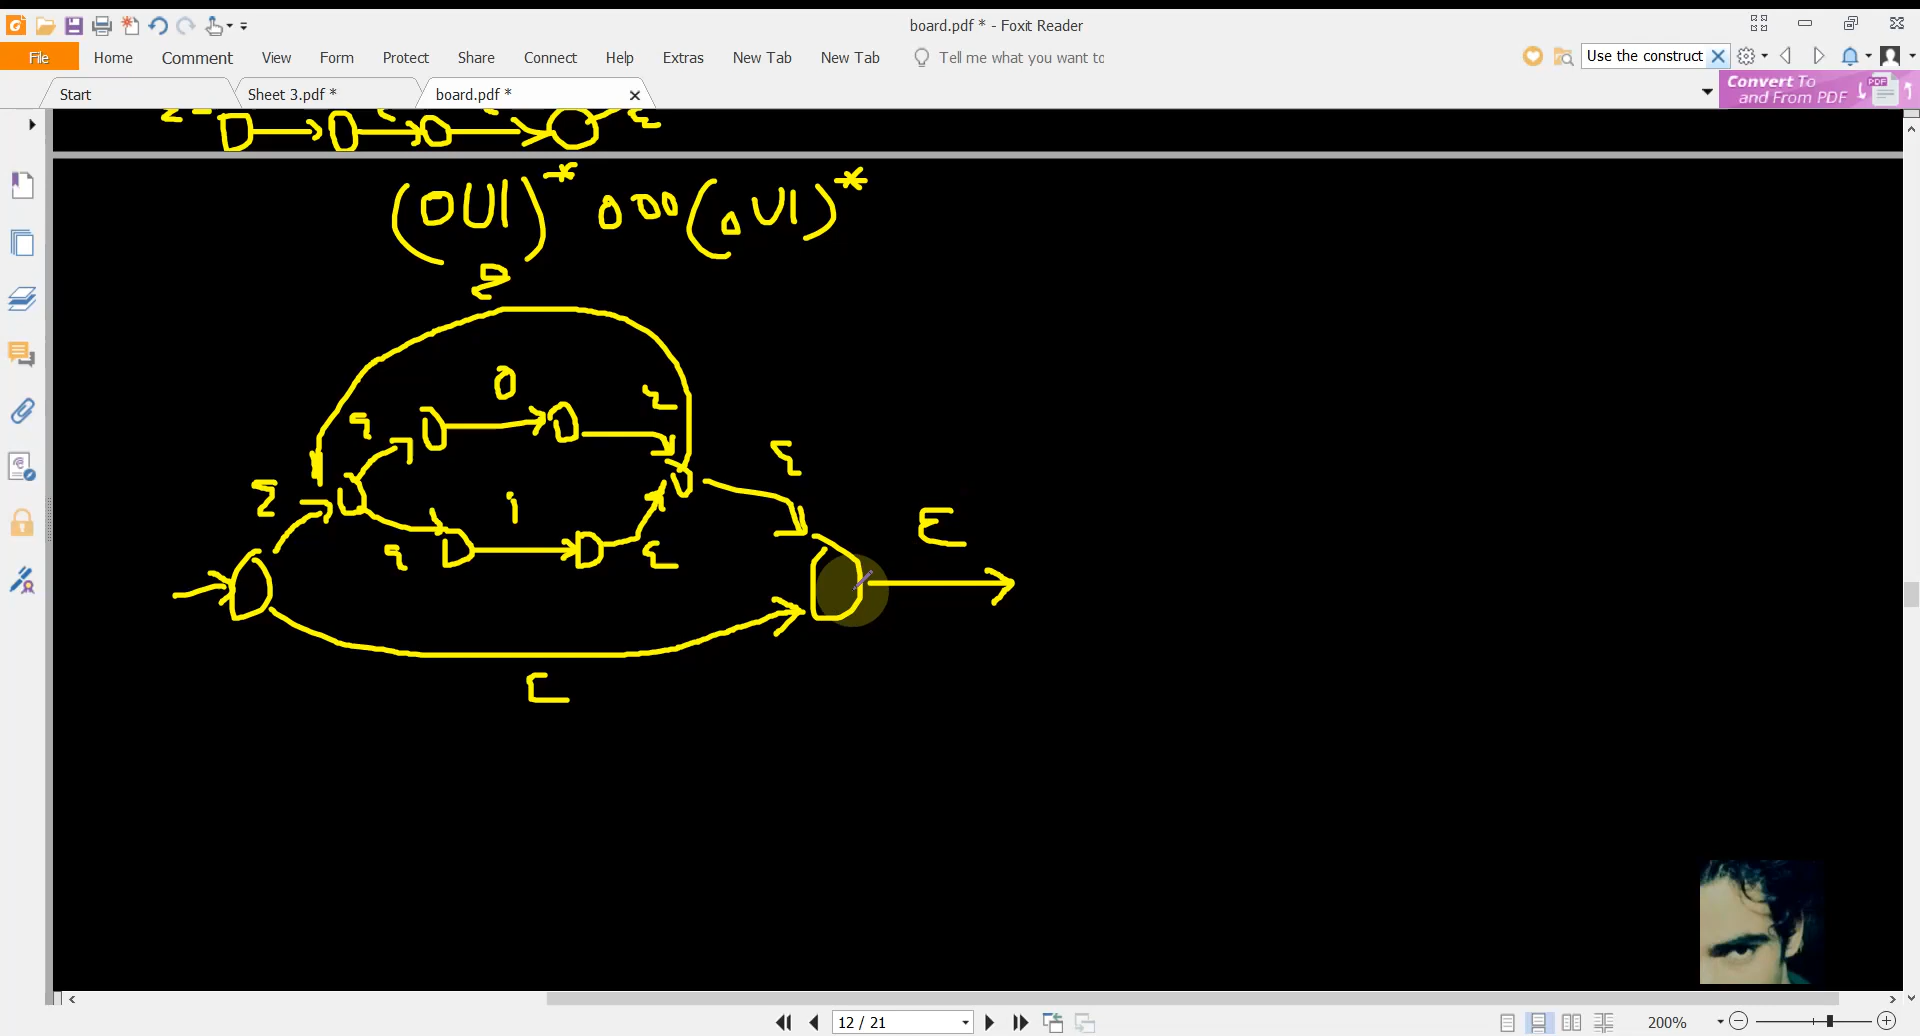 board.pdf * - Foxit Reader
File Home Comment View Form Protect Share Connect Help Extras New Tab New Tab Tell me what you want to Use the construct
Start Sheet 3.pdf * board.pdf *
Convert To
and From PDF
PDF
(0U1)* 000(0U1)*
ε
0
ε ε
ε
ε 1
ε
ε ε
ε
12 / 21
200%